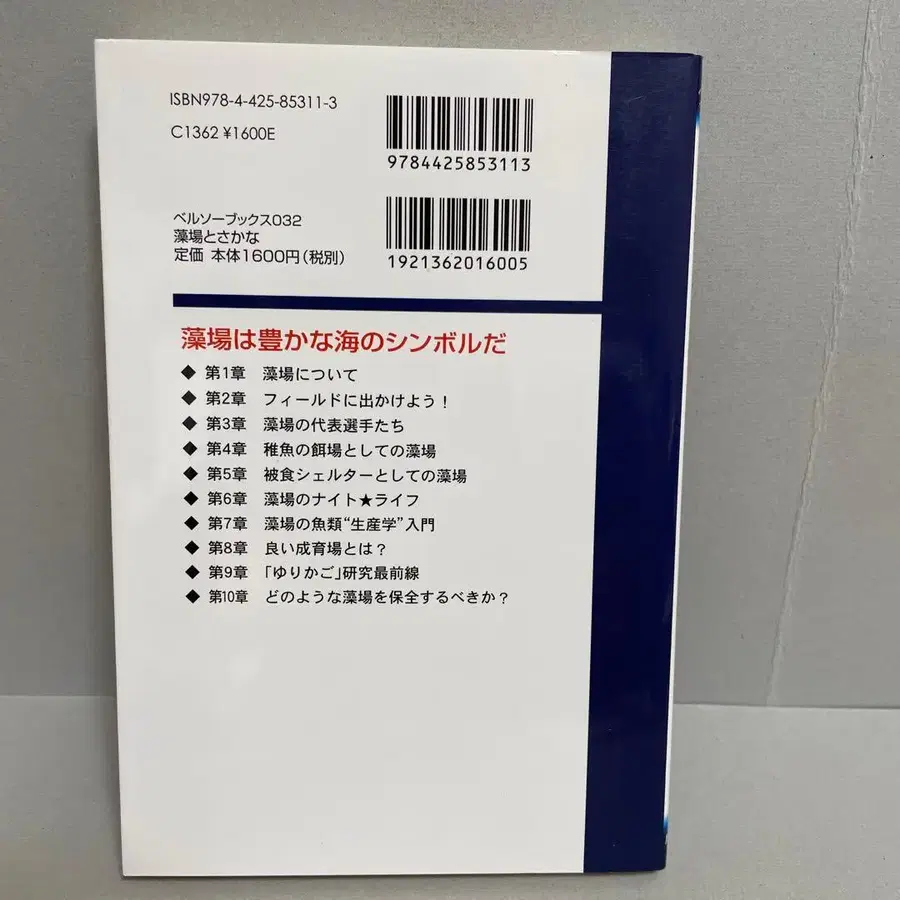 ISBN978-4-425-85311-3
C1362 ¥1600E
9784425853113
ベルソーブックス032
藻場とさかな
定価 本体1600円(税別)
1921362016005
藻場は豊かな海のシンボルだ
◆ 第1章 藻場について
◆ 第2章 フィールドに出かけよう!
◆ 第3章 藻場の代表選手たち
◆ 第4章 稚魚の餌場としての藻場
◆ 第5章 被食シェルターとしての藻場
◆ 第6章 藻場のナイト★ライフ
◆ 第7章 藻場の魚類“生産学”入門
◆ 第8章 良い成育場とは?
◆ 第9章 「ゆりかご」研究最前線
◆ 第10章 どのような藻場を保全するべきか?